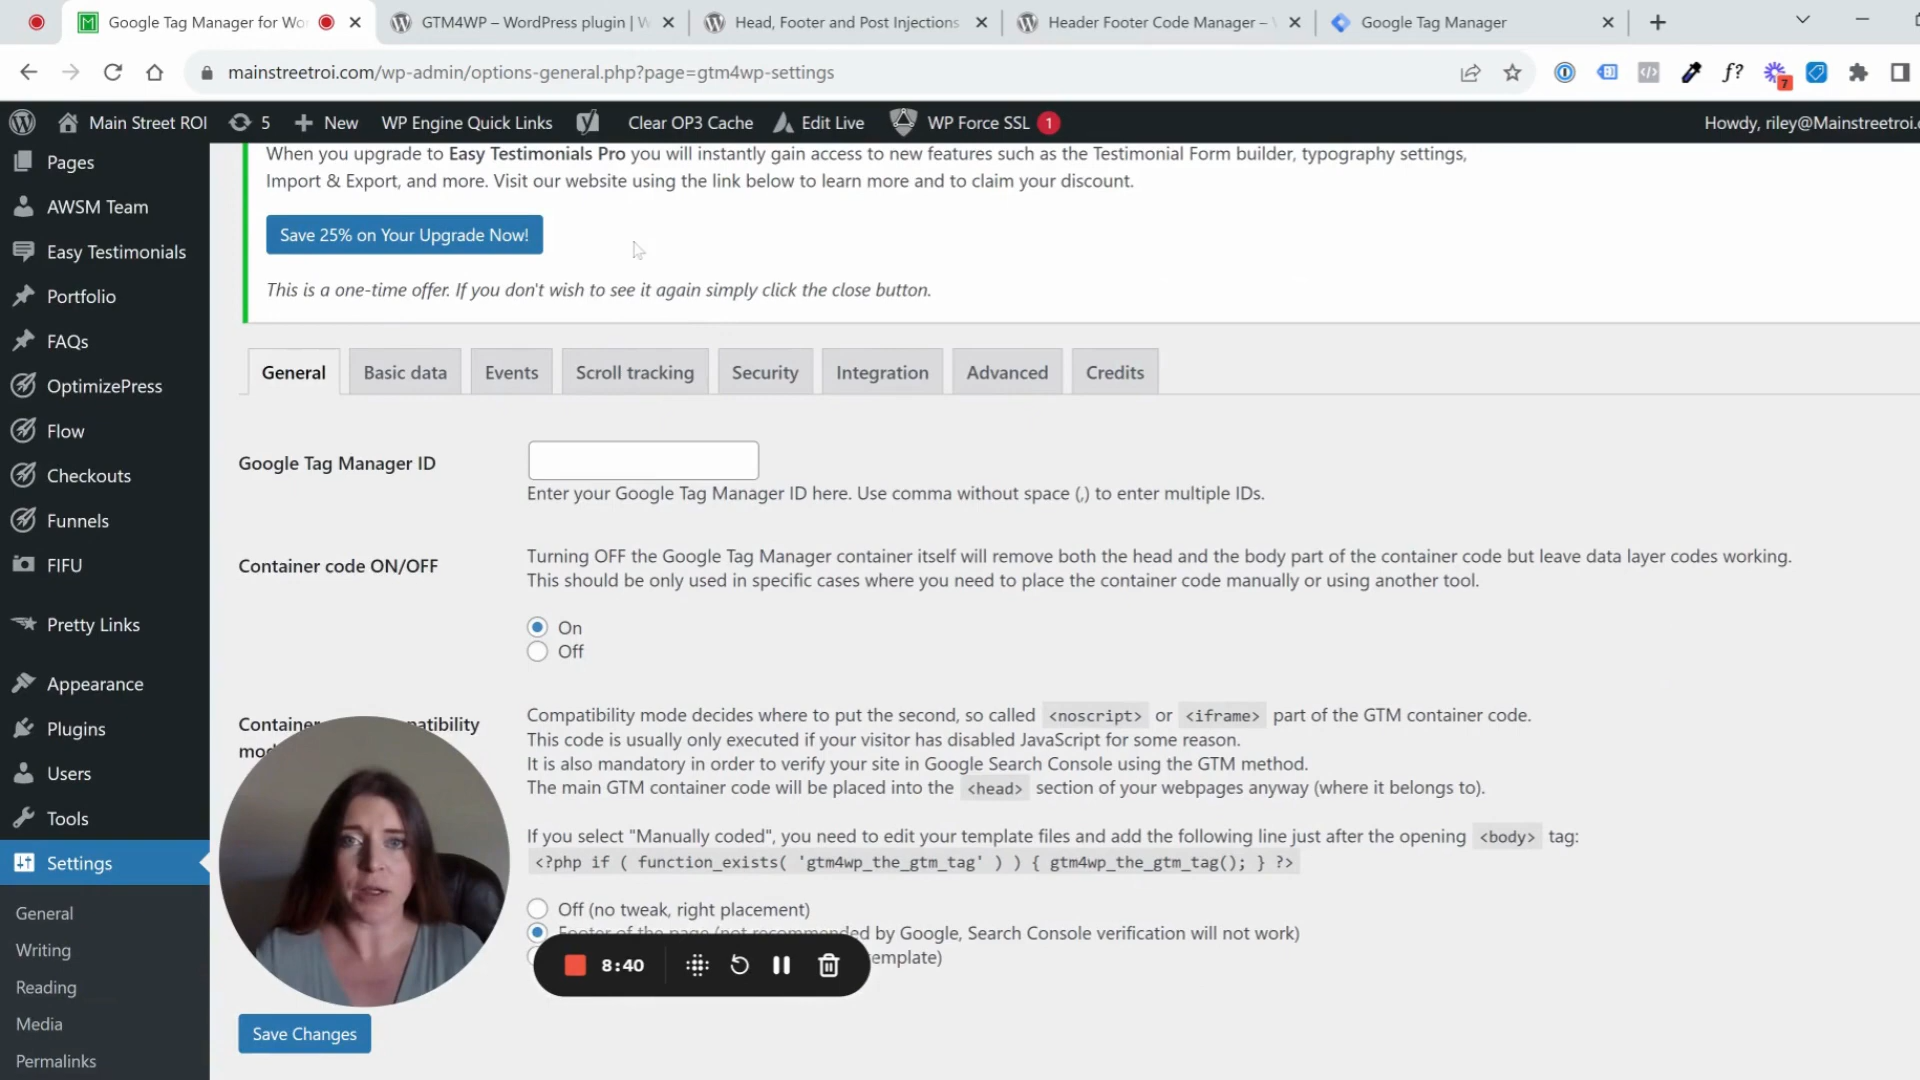 Google Tag Manager for Wor
GTM4WP – WordPress plugin | W
Head, Footer and Post Injections
Header Footer Code Manager –
Google Tag Manager
mainstreetroi.com/wp-admin/options-general.php?page=gtm4wp-settings
f?
7
Main Street ROI
5
New
WP Engine Quick Links
Clear OP3 Cache
Edit Live
WP Force SSL 1
Howdy, riley@Mainstreetroi.c
Pages
AWSM Team
Easy Testimonials
Portfolio
FAQs
OptimizePress
Flow
Checkouts
Funnels
FIFU
Pretty Links
Appearance
Plugins
Users
Tools
Settings
General
Writing
Reading
Media
Permalinks
When you upgrade to Easy Testimonials Pro you will instantly gain access to new features such as the Testimonial Form builder, typography settings,
Import & Export, and more. Visit our website using the link below to learn more and to claim your discount.
Save 25% on Your Upgrade Now!
This is a one-time offer. If you don't wish to see it again simply click the close button.
General
Basic data
Events
Scroll tracking
Security
Integration
Advanced
Credits
Google Tag Manager ID
Enter your Google Tag Manager ID here. Use comma without space (,) to enter multiple IDs.
Container code ON/OFF
Turning OFF the Google Tag Manager container itself will remove both the head and the body part of the container code but leave data layer codes working.
This should be only used in specific cases where you need to place the container code manually or using another tool.
On
Off
Container patibility
mod
Compatibility mode decides where to put the second, so called <noscript> or <iframe> part of the GTM container code.
This code is usually only executed if your visitor has disabled JavaScript for some reason.
It is also mandatory in order to verify your site in Google Search Console using the GTM method.
The main GTM container code will be placed into the <head> section of your webpages anyway (where it belongs to).
If you select "Manually coded", you need to edit your template files and add the following line just after the opening <body> tag:
<?php if ( function_exists( 'gtm4wp_the_gtm_tag' ) ) { gtm4wp_the_gtm_tag(); } ?>
Off (no tweak, right placement)
Footer of the page (not recommended by Google, Search Console verification will not work)
emplate)
8:40
Save Changes